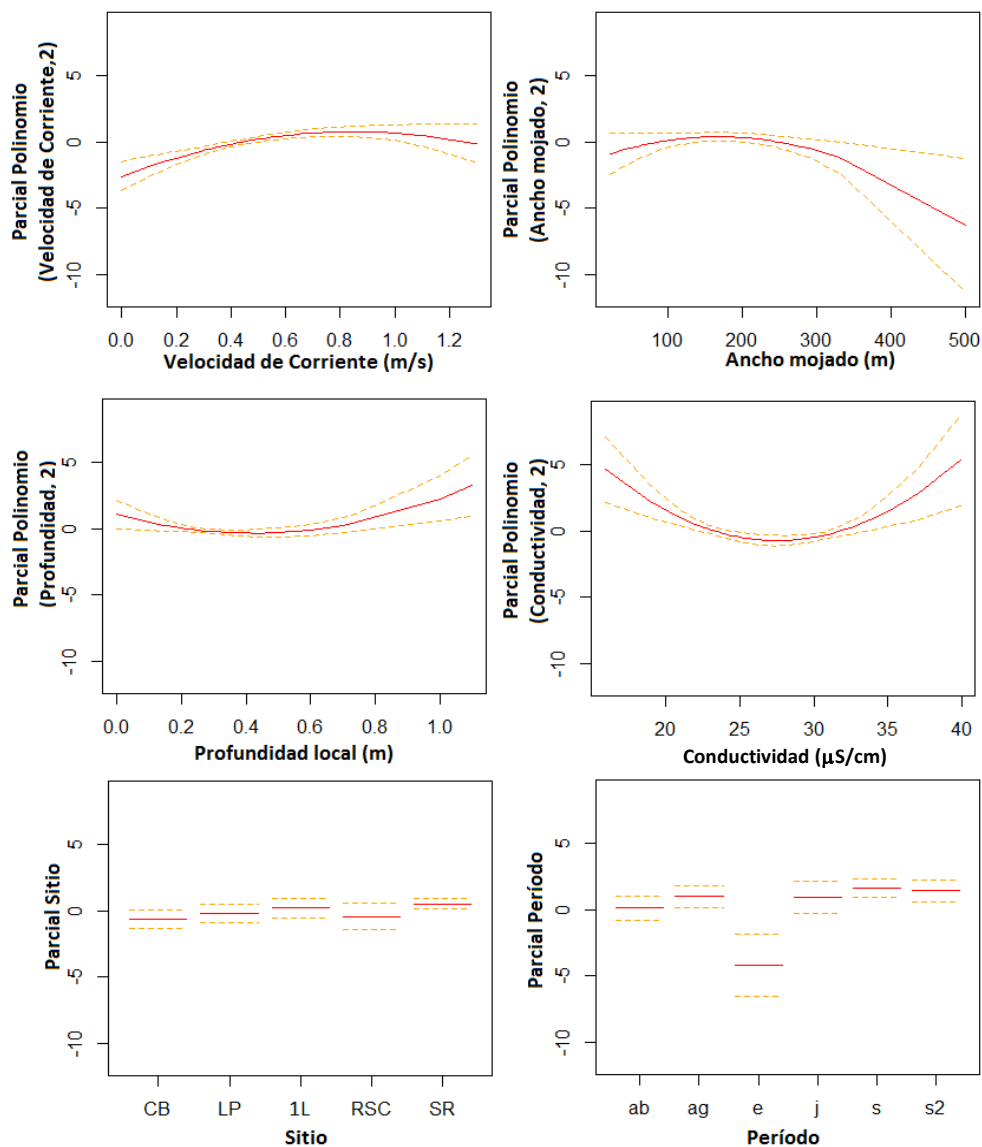 Parcial Polinomio
(Velocidad de Corriente,2)
5
0
-5
-10
0.0 0.2 0.4 0.6 0.8 1.0 1.2
Velocidad de Corriente (m/s)
Parcial Polinomio
(Ancho mojado, 2)
5
0
-5
-10
100 200 300 400 500
Ancho mojado (m)
Parcial Polinomio
(Profundidad, 2)
5
0
-5
-10
0.0 0.2 0.4 0.6 0.8 1.0
Profundidad local (m)
Parcial Polinomio
(Conductividad, 2)
5
0
-5
-10
20 25 30 35 40
Conductividad (μS/cm)
Parcial Sitio
5
0
-5
-10
CB LP 1L RSC SR
Sitio
Parcial Período
5
0
-5
-10
ab ag e j s s2
Período